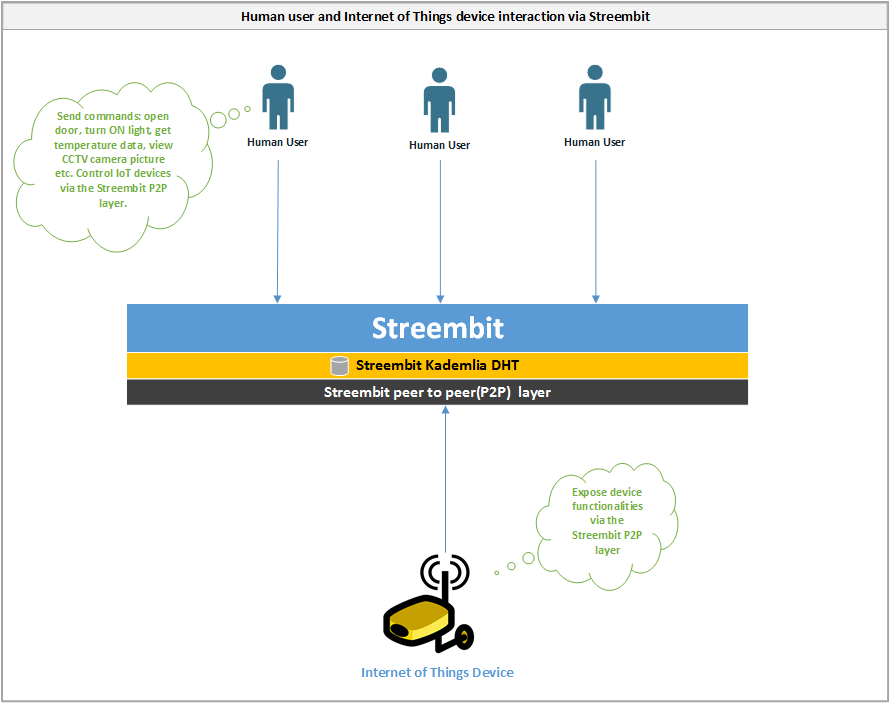 Human user and Internet of Things device interaction via Streembit
Send commands: open
door, turn ON light, get
temperature data, view
CCTV camera picture
etc. Control IoT devices
via the Streembit P2P
layer.
Human User
Human User
Human User
Streembit
Streembit Kademlia DHT
Streembit peer to peer(P2P) layer
Expose device
functionalities
via the
Streembit P2P
layer
Internet of Things Device